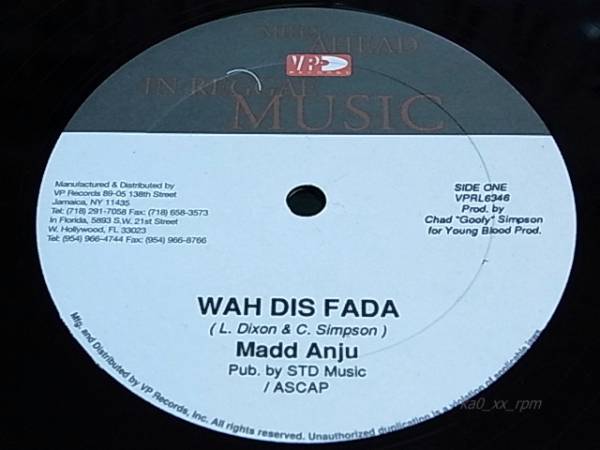 MILES
AHEAD
VP
RECORDS
IN REGGAE
MUSIC
Manufactured & Distributed by
VP Records 89-05 138th Street
Jamaica, NY 11435
Tel: (718) 291-7058 Fax: (718) 658-3573
In Florida, 5893 S.W. 21st Street
W. Hollywood, FL 33023
Tel: (954) 966-4744 Fax: (954) 966-8766
SIDE ONE
VPRL6346
Prod. by
Chad "Goofy" Simpson
for Young Blood Prod.
WAH DIS FADA
( L. Dixon & C. Simpson )
Madd Anju
Pub. by STD Music
/ ASCAP
Mfg. and Distributed by VP Records, Inc. All rights reserved. Unauthorized duplication is a violation of applicable laws.
ka0_xx_rpm